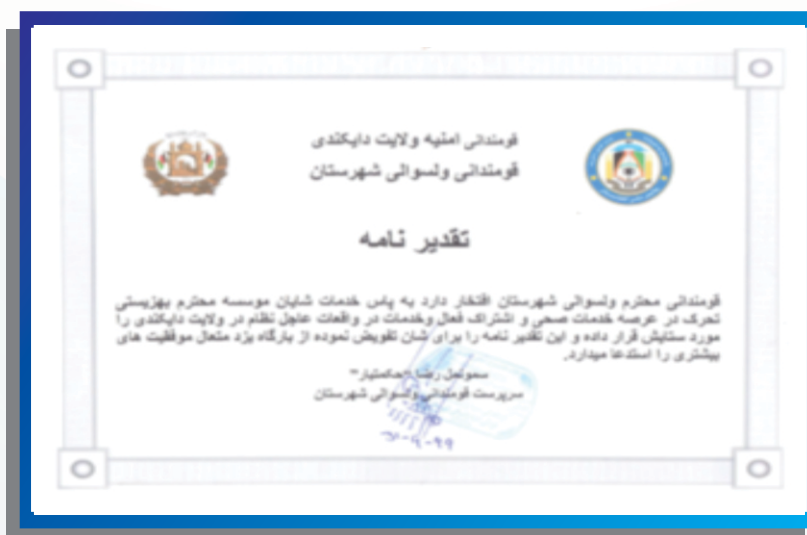 قومندانی امنیه ولایت دایکندی
قومندانی ولسوالی شهرستان
تقدیر نامه
قومندانی محترم ولسوالی شهرستان افتخار دارد به پاس خدمات شایان موسسه محترم بهزیستی
تحرک در عرصه خدمات صحی و اشتراک فعال وخدمات در واقعات عاجل نظام در ولایت دایکندی را
مورد ستایش قرار داده و این تقدیر نامه را برای شان تفویض نموده از بارگاه یزد متعال موفقیت های
بیشتری را استدعا میدارد.
سمونمل رضا "حکمتیار"
سرپرست قومندانی ولسوالی شهرستان